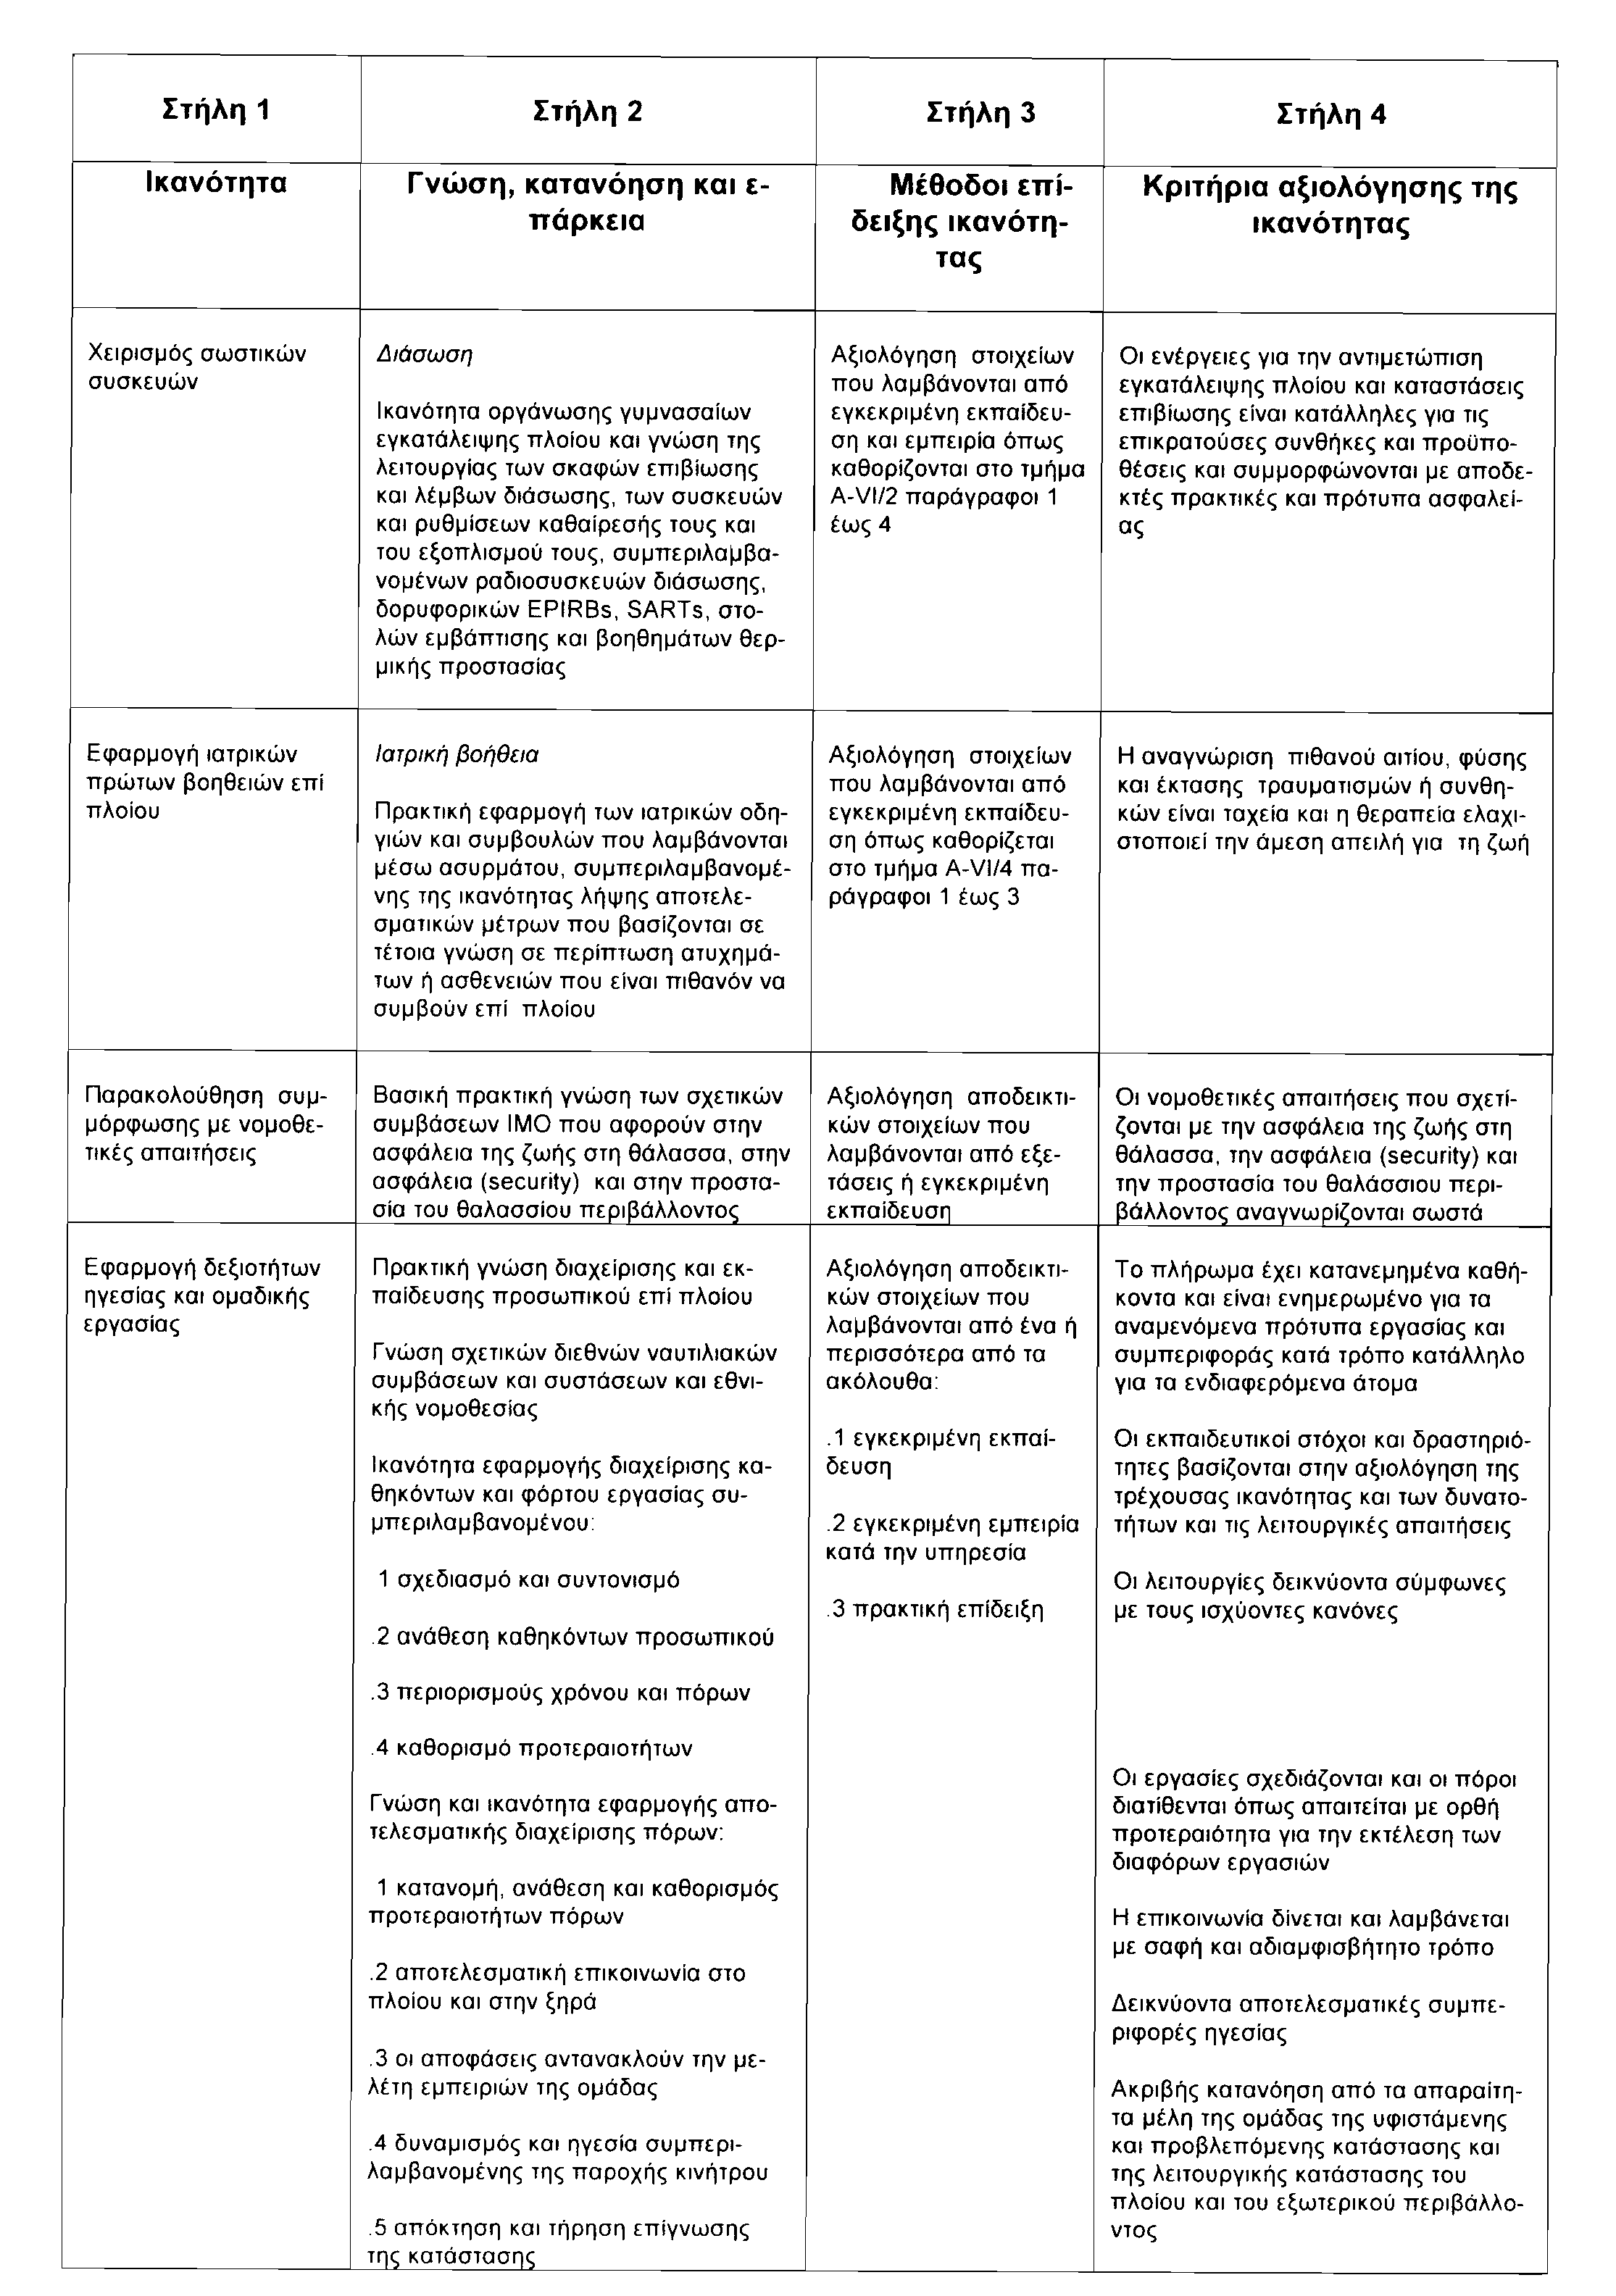 Στήλη 1
Στήλη 2
Στήλη 3
Στήλη 4
Ικανότητα
Γνώση, κατανόηση και ε-
πάρκεια
Μέθοδοι επί-
δειξης ικανότη-
τας
Κριτήρια αξιολόγησης της
ικανότητας
Χειρισμός σωστικών
συσκευών
Διάσωση
Ικανότητα οργάνωσης γυμνασαίων
εγκατάλειψης πλοίου και γνώση της
λειτουργίας των σκαφών επιβίωσης
και λέμβων διάσωσης, των συσκευών
και ρυθμίσεων καθαίρεσής τους και
του εξοπλισμού τους, συμπεριλαμβα-
νομένων ραδιοσυσκευών διάσωσης,
δορυφορικών EPIRBs, SARTs, στο-
λών εμβάπτισης και βοηθημάτων θερ-
μικής προστασίας
Αξιολόγηση στοιχείων
που λαμβάνονται από
εγκεκριμένη εκπαίδευ-
ση και εμπειρία όπως
καθορίζονται στο τμήμα
A-VI/2 παράγραφοι 1
έως 4
Οι ενέργειες για την αντιμετώπιση
εγκατάλειψης πλοίου και καταστάσεις
επιβίωσης είναι κατάλληλες για τις
επικρατούσες συνθήκες και προϋπο-
θέσεις και συμμορφώνονται με αποδε-
κτές πρακτικές και πρότυπα ασφαλεί-
ας
Εφαρμογή ιατρικών
πρώτων βοηθειών επί
πλοίου
Ιατρική βοήθεια
Πρακτική εφαρμογή των ιατρικών οδη-
γιών και συμβουλών που λαμβάνονται
μέσω ασυρμάτου, συμπεριλαμβανομέ-
νης της ικανότητας λήψης αποτελε-
σματικών μέτρων που βασίζονται σε
τέτοια γνώση σε περίπτωση ατυχημά-
των ή ασθενειών που είναι πιθανόν να
συμβούν επί πλοίου
Αξιολόγηση στοιχείων
που λαμβάνονται από
εγκεκριμένη εκπαίδευ-
ση όπως καθορίζεται
στο τμήμα A-VI/4 πα-
ράγραφοι 1 έως 3
Η αναγνώριση πιθανού αιτίου, φύσης
και έκτασης τραυματισμών ή συνθη-
κών είναι ταχεία και η θεραπεία ελαχι-
στοποιεί την άμεση απειλή για τη ζωή
Παρακολούθηση συμ-
μόρφωσης με νομοθε-
τικές απαιτήσεις
Βασική πρακτική γνώση των σχετικών
συμβάσεων IMO που αφορούν στην
ασφάλεια της ζωής στη θάλασσα, στην
ασφάλεια (security) και στην προστα-
σία του θαλασσίου περιβάλλοντος
Αξιολόγηση αποδεικτι-
κών στοιχείων που
λαμβάνονται από εξε-
τάσεις ή εγκεκριμένη
εκπαίδευση
Οι νομοθετικές απαιτήσεις που σχετί-
ζονται με την ασφάλεια της ζωής στη
θάλασσα, την ασφάλεια (security) και
την προστασία του θαλάσσιου περι-
βάλλοντος αναγνωρίζονται σωστά
Εφαρμογή δεξιοτήτων
ηγεσίας και ομαδικής
εργασίας
Πρακτική γνώση διαχείρισης και εκ-
παίδευσης προσωπικού επί πλοίου
Γνώση σχετικών διεθνών ναυτιλιακών
συμβάσεων και συστάσεων και εθνι-
κής νομοθεσίας
Ικανότητα εφαρμογής διαχείρισης κα-
θηκόντων και φόρτου εργασίας συ-
μπεριλαμβανομένου:
1 σχεδιασμό και συντονισμό
.2 ανάθεση καθηκόντων προσωπικού
.3 περιορισμούς χρόνου και πόρων
.4 καθορισμό προτεραιοτήτων
Γνώση και ικανότητα εφαρμογής απο-
τελεσματικής διαχείρισης πόρων:
1 κατανομή, ανάθεση και καθορισμός
προτεραιοτήτων πόρων
.2 αποτελεσματική επικοινωνία στο
πλοίου και στην ξηρά
.3 οι αποφάσεις αντανακλούν την με-
λέτη εμπειριών της ομάδας
.4 δυναμισμός και ηγεσία συμπερι-
λαμβανομένης της παροχής κινήτρου
.5 απόκτηση και τήρηση επίγνωσης
της κατάστασης
Αξιολόγηση αποδεικτι-
κών στοιχείων που
λαμβάνονται από ένα ή
περισσότερα από τα
ακόλουθα:
.1 εγκεκριμένη εκπαί-
δευση
.2 εγκεκριμένη εμπειρία
κατά την υπηρεσία
.3 πρακτική επίδειξη
Το πλήρωμα έχει κατανεμημένα καθή-
κοντα και είναι ενημερωμένο για τα
αναμενόμενα πρότυπα εργασίας και
συμπεριφοράς κατά τρόπο κατάλληλο
για τα ενδιαφερόμενα άτομα
Οι εκπαιδευτικοί στόχοι και δραστηριό-
τητες βασίζονται στην αξιολόγηση της
τρέχουσας ικανότητας και των δυνατο-
τήτων και τις λειτουργικές απαιτήσεις
Οι λειτουργίες δεικνύοντα σύμφωνες
με τους ισχύοντες κανόνες
Οι εργασίες σχεδιάζονται και οι πόροι
διατίθενται όπως απαιτείται με ορθή
προτεραιότητα για την εκτέλεση των
διαφόρων εργασιών
Η επικοινωνία δίνεται και λαμβάνεται
με σαφή και αδιαμφισβήτητο τρόπο
Δεικνύοντα αποτελεσματικές συμπε-
ριφορές ηγεσίας
Ακριβής κατανόηση από τα απαραίτη-
τα μέλη της ομάδας της υφιστάμενης
και προβλεπόμενης κατάστασης και
της λειτουργικής κατάστασης του
πλοίου και του εξωτερικού περιβάλλο-
ντος